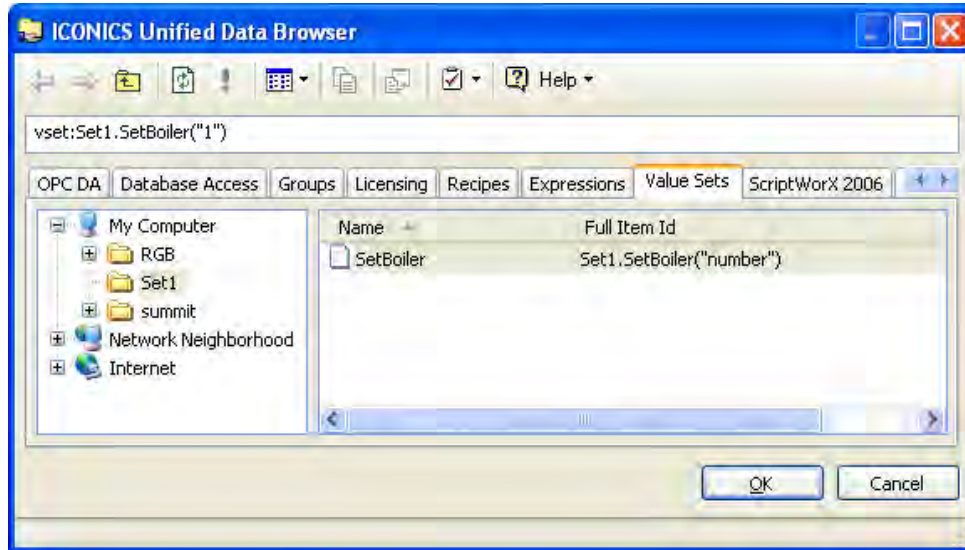 ICONICS Unified Data Browser
Help
vset:Set1.SetBoiler("1")
OPC DA Database Access Groups Licensing Recipes Expressions Value Sets ScriptWorX 2006
My Computer
RGB
Set1
summit
Network Neighborhood
Internet
Name Full Item Id
SetBoiler Set1.SetBoiler("number")
OK Cancel